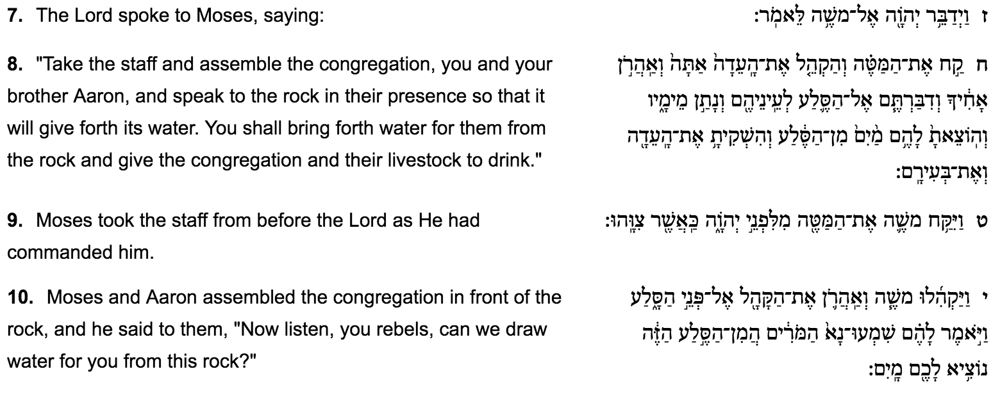 7. The Lord spoke to Moses, saying:
ז וַיְדַבֵּ֥ר יְהֹוָ֖ה אֶל־משֶׁ֥ה לֵּאמֹֽר:
8. "Take the staff and assemble the congregation, you and your
brother Aaron, and speak to the rock in their presence so that it
will give forth its water. You shall bring forth water for them from
the rock and give the congregation and their livestock to drink."
ח קַ֣ח אֶת־הַמַּטֶּ֗ה וְהַקְהֵ֤ל אֶת־הָֽעֵדָה֙ אַתָּה֙ וְאַֽהֲרֹ֣ן
אָחִ֔יךָ וְדִבַּרְתֶּ֧ם אֶל־הַסֶּ֛לַע לְעֵֽינֵיהֶ֖ם וְנָתַ֣ן מֵימָ֑יו
וְהֽוֹצֵאתָ֨ לָהֶ֥ם מַ֨יִם֙ מִן־הַסֶּ֔לַע וְהִשְׁקִיתָ֥ אֶת־הָֽעֵדָ֖ה
וְאֶת־בְּעִירָֽם:
9. Moses took the staff from before the Lord as He had
commanded him.
ט וַיִּקַּ֥ח משֶׁ֛ה אֶת־הַמַּטֶּ֖ה מִלִּפְנֵ֣י יְהֹוָ֑ה כַּֽאֲשֶׁ֖ר צִוָּֽהוּ:
10. Moses and Aaron assembled the congregation in front of the
rock, and he said to them, "Now listen, you rebels, can we draw
water for you from this rock?"
י וַיַּקְהִ֜לוּ משֶׁ֧ה וְאַֽהֲרֹ֛ן אֶת־הַקָּהָ֖ל אֶל־פְּנֵ֣י הַסָּ֑לַע
וַיֹּ֣אמֶר לָהֶ֗ם שִׁמְעוּ־נָא֙ הַמֹּרִ֔ים הֲמִן־הַסֶּ֣לַע הַזֶּ֔ה
נוֹצִ֥יא לָכֶ֖ם מָֽיִם: